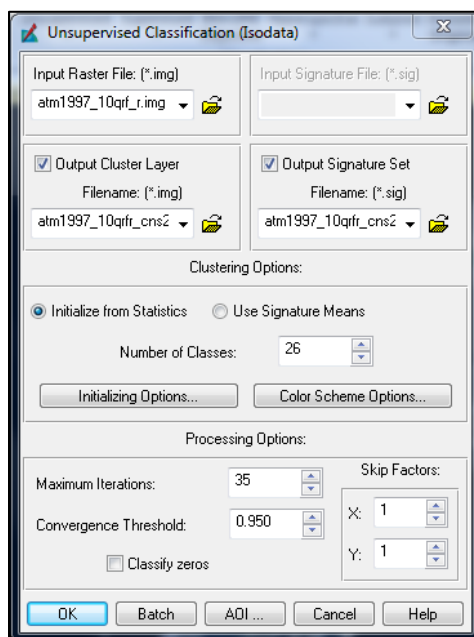 Unsupervised Classification (Isodata)
Input Raster File: (*.img)
Input Signature File: (*.sig)
atm1997_10qrf_r.img
Output Cluster Layer
Output Signature Set
Filename: (*.img)
Filename: (*.sig)
atm1997_10qrfr_cns2
atm1997_10qrfr_cns2
Clustering Options:
Initialize from Statistics
Use Signature Means
Number of Classes:
26
Initializing Options...
Color Scheme Options...
Processing Options:
Maximum Iterations:
35
Skip Factors:
Convergence Threshold:
0.950
X:
1
Classify zeros
Y:
1
OK
Batch
AOI ...
Cancel
Help